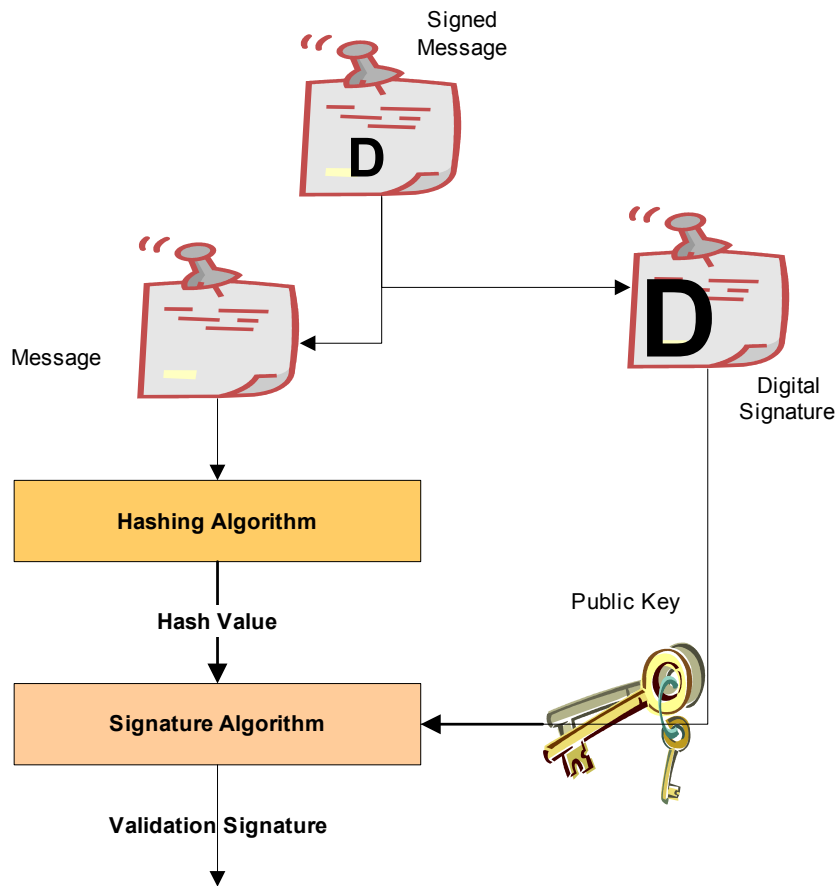 Signed
Message
D
D
Message
Digital
Signature
Hashing Algorithm
Public Key
Hash Value
Signature Algorithm
Validation Signature